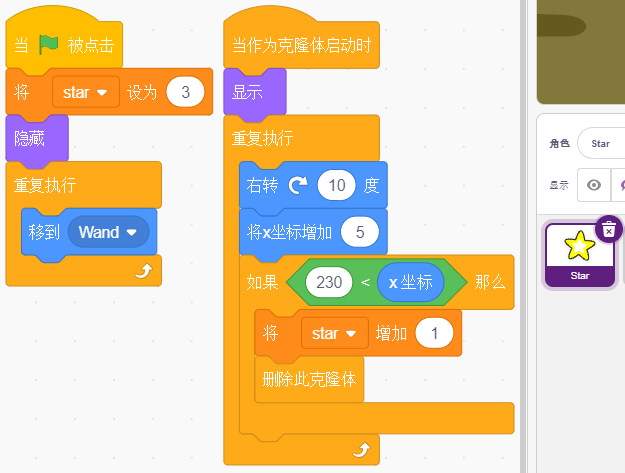 当 被点击
将 star 设为 3
隐藏
重复执行
移到 Wand
当作为克隆体启动时
显示
重复执行
右转 10 度
将x坐标增加 5
如果 230 < x 坐标 那么
将 star 增加 1
删除此克隆体
角色 Star
显示
Star